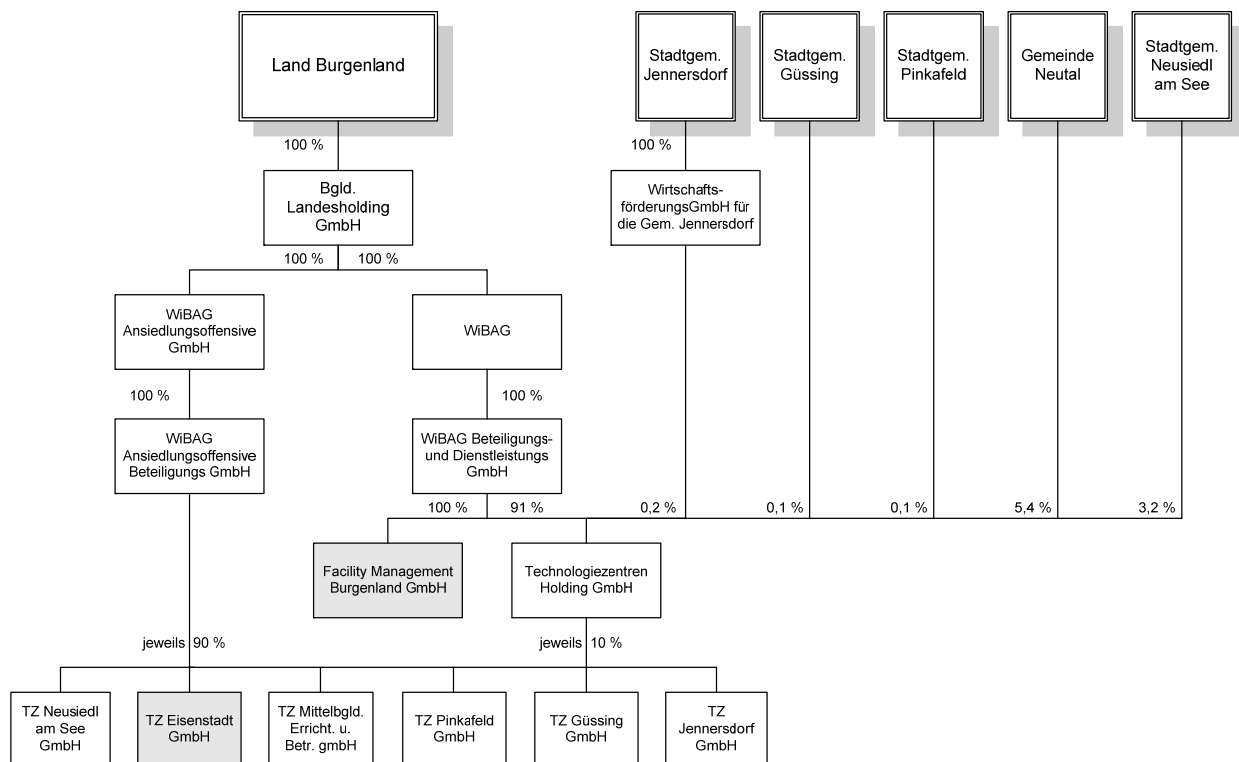 Land Burgenland
Stadtgem.
Jennersdorf
Stadtgem.
Güssing
Stadtgem.
Pinkafeld
Gemeinde
Neutal
Stadtgem.
Neusiedl
am See
100 %
100 %
Bgld.
Landesholding
GmbH
Wirtschafts-
förderungsGmbH für
die Gem. Jennersdorf
100 %
100 %
WiBAG
Ansiedlungsoffensive
GmbH
WiBAG
100 %
100 %
WiBAG
Ansiedlungsoffensive
Beteiligungs GmbH
WiBAG Beteiligungs-
und Dienstleistungs
GmbH
100 %
91 %
0,2 %
0,1 %
0,1 %
5,4 %
3,2 %
Facility Management
Burgenland GmbH
Technologiezentren
Holding GmbH
jeweils 90 %
jeweils 10 %
TZ Neusiedl
am See
GmbH
TZ Eisenstadt
GmbH
TZ Mittelbgld.
Erricht. u.
Betr. gmbH
TZ Pinkafeld
GmbH
TZ Güssing
GmbH
TZ
Jennersdorf
GmbH